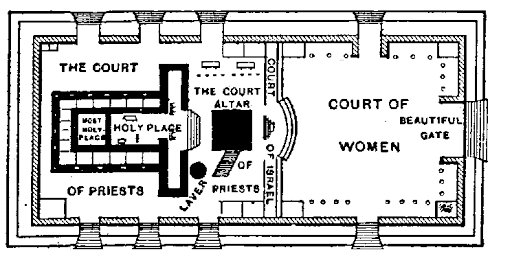 THE COURT
OF PRIESTS
MOST
HOLY
PLACE
HOLY PLACE
THE COURT
ALTAR
OF
PRIESTS
LAVER
COURT
OF ISRAEL
COURT OF
WOMEN
BEAUTIFUL
GATE